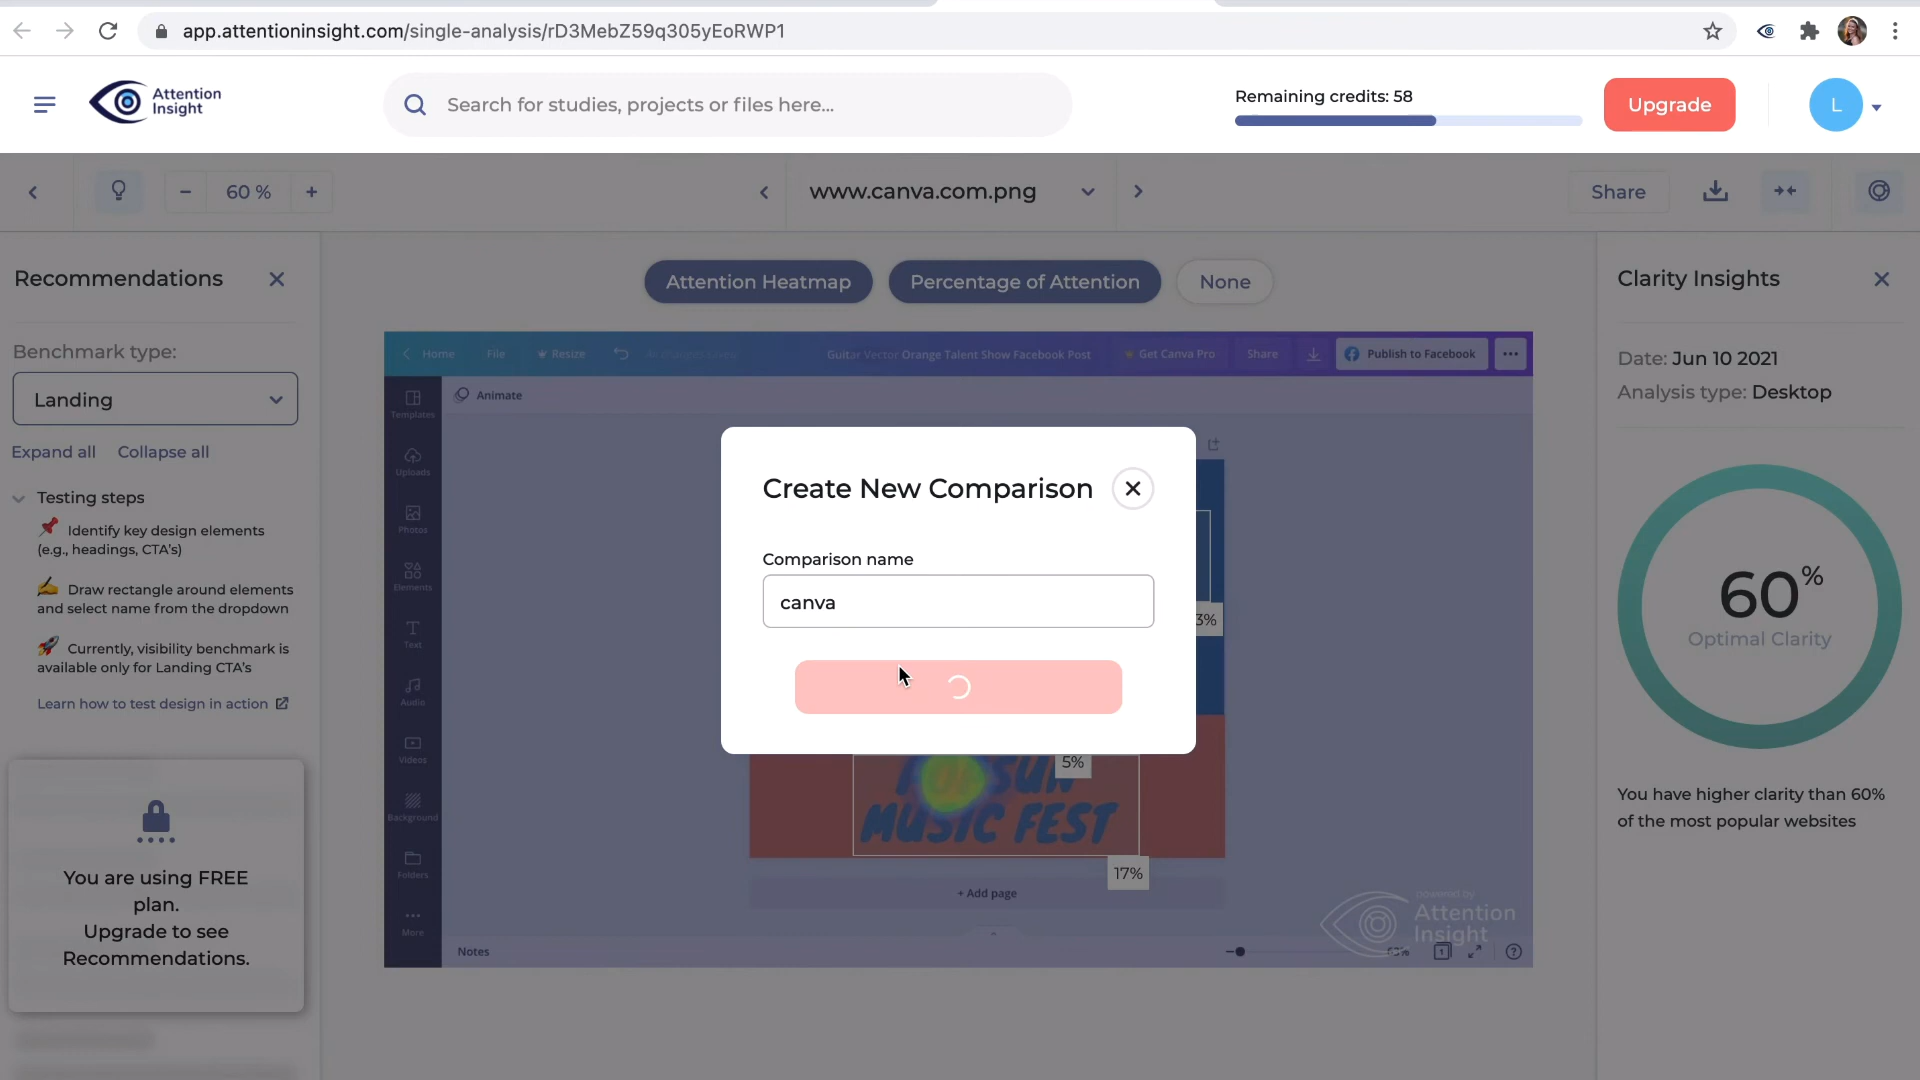 app.attentioninsight.com/single-analysis/rD3MebZ59q305yEoRWP1
Attention
Insight
Search for studies, projects or files here...
Remaining credits: 58
Upgrade
L
60 %
www.canva.com.png
Share
Recommendations
Benchmark type:
Landing
Expand all Collapse all
Testing steps
Identify key design elements
(e.g., headings, CTA's)
Draw rectangle around elements
and select name from the dropdown
Currently, visibility benchmark is
available only for Landing CTA's
Learn how to test design in action
You are using FREE
plan.
Upgrade to see
Recommendations.
Attention Heatmap
Percentage of Attention
None
Home
File
Resize
Guitar Vector Orange Talent Show Facebook Post
Get Canva Pro
Share
Publish to Facebook
Animate
Templates
Uploads
Photos
Elements
Text
Audio
Videos
Background
Folders
More
Create New Comparison
Comparison name
canva
3%
5%
MUSIC FEST
17%
+ Add page
Notes
powered by
Attention
Insight
1
Clarity Insights
Date: Jun 10 2021
Analysis type: Desktop
60%
Optimal Clarity
You have higher clarity than 60%
of the most popular websites